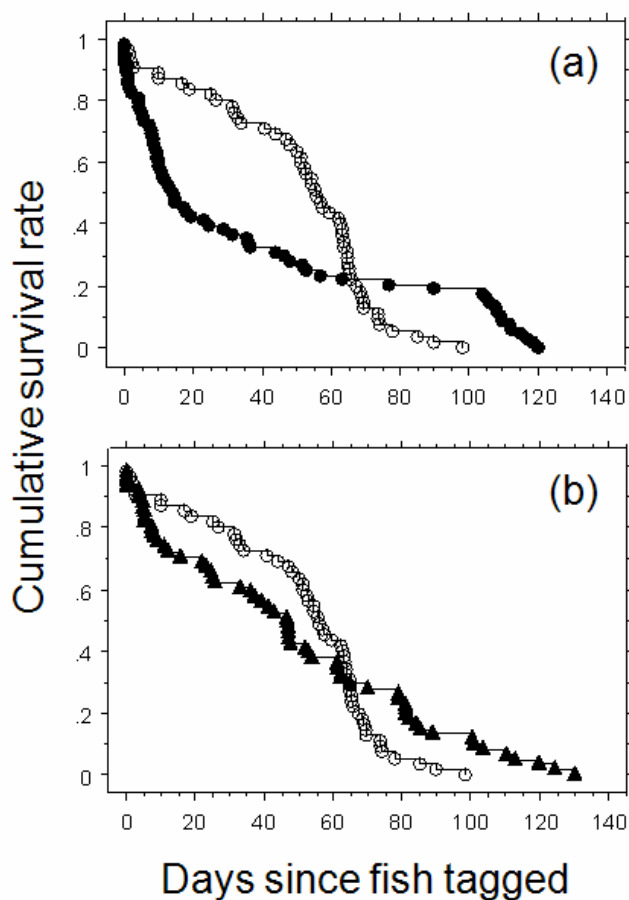 (a)
1
.8
.6
.4
.2
0
0 20 40 60 80 100 120 140
Cumulative survival rate
(b)
1
.8
.6
.4
.2
0
0 20 40 60 80 100 130 140
Days since fish tagged